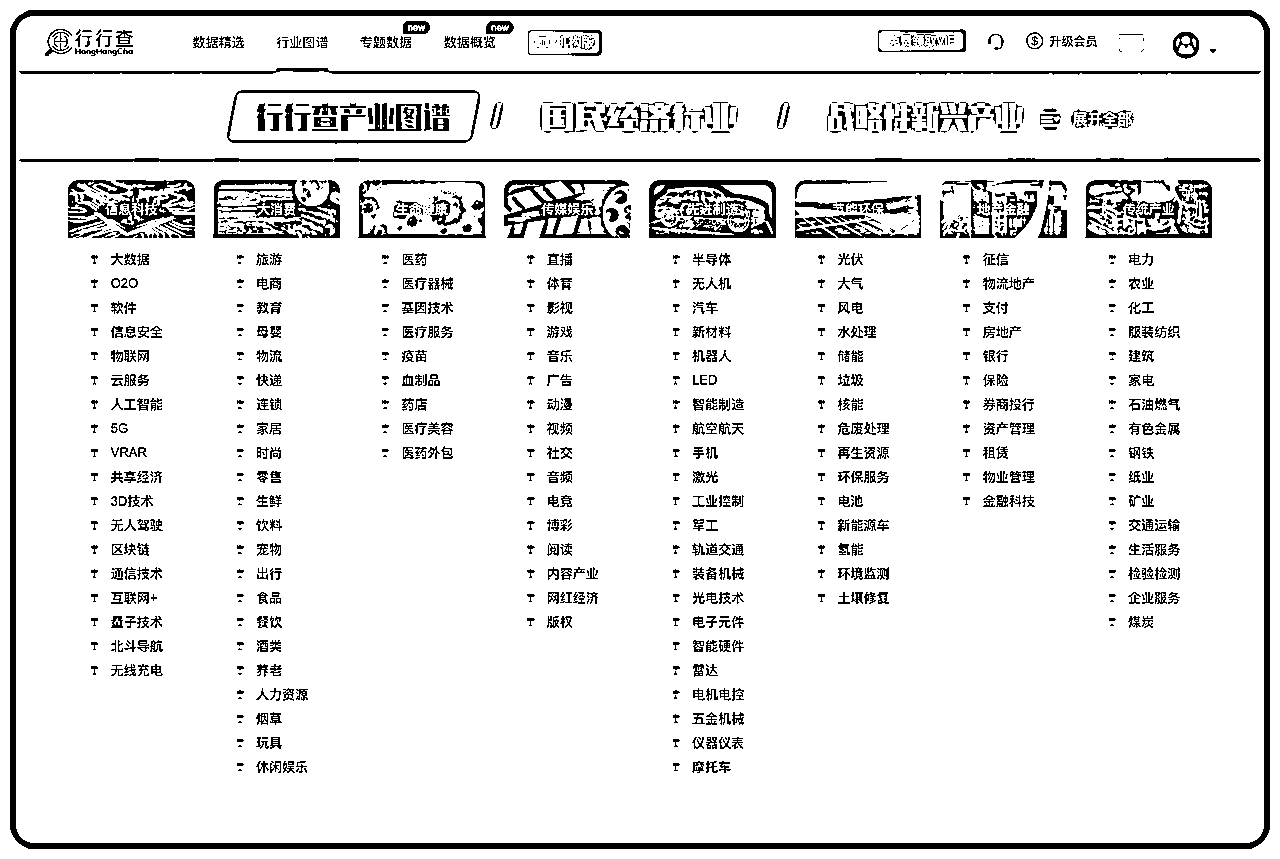 行行查
HangHangCha
数据精选
行业图谱
专题数据
new
数据概览
new
升级会员
行行查产业图谱 / 国民经济行业 / 战略性新兴产业 展开全部
信息科技
大数据
O2O
软件
信息安全
物联网
云服务
人工智能
5G
VRAR
共享经济
3D技术
无人驾驶
区块链
通信技术
互联网+
量子技术
北斗导航
无线充电
大消费
旅游
电商
教育
母婴
物流
快递
连锁
家居
时尚
零售
生鲜
饮料
宠物
出行
食品
餐饮
酒类
养老
人力资源
烟草
玩具
休闲娱乐
生命健康
医药
医疗器械
基因技术
医疗服务
疫苗
血制品
药店
医疗美容
医药外包
传媒娱乐
直播
体育
影视
游戏
音乐
广告
动漫
视频
社交
音频
电竞
博彩
阅读
内容产业
网红经济
版权
先进制造
半导体
无人机
汽车
新材料
机器人
LED
智能制造
航空航天
手机
激光
工业控制
军工
轨道交通
装备机械
光电技术
电子元件
智能硬件
雷达
电机电控
五金机械
仪器仪表
摩托车
节能环保
光伏
大气
风电
水处理
储能
垃圾
核能
危废处理
再生资源
环保服务
电池
新能源车
氢能
环境监测
土壤修复
地产金融
征信
物流地产
支付
房地产
银行
保险
券商投行
资产管理
租赁
物业管理
金融科技
传统产业
电力
农业
化工
服装纺织
建筑
家电
石油燃气
有色金属
钢铁
纸业
矿业
交通运输
生活服务
检验检测
企业服务
煤炭